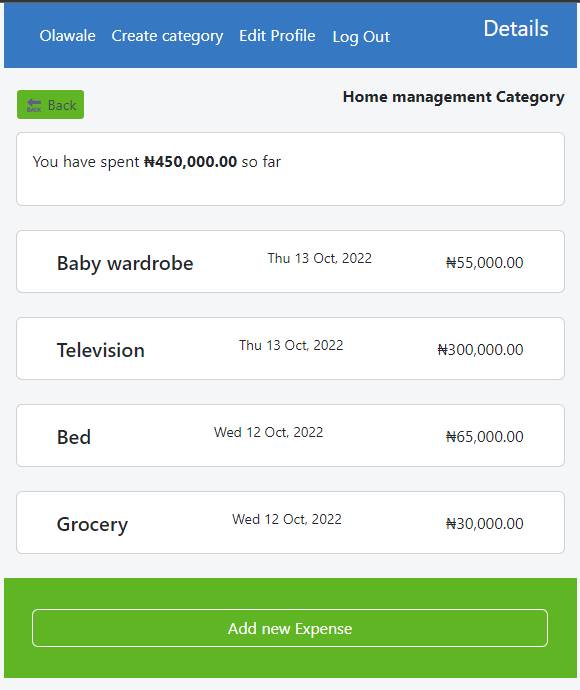 Olawale Create category Edit Profile Log Out Details
Back Home management Category
You have spent ₦450,000.00 so far
Baby wardrobe Thu 13 Oct, 2022 ₦55,000.00
Television Thu 13 Oct, 2022 ₦300,000.00
Bed Wed 12 Oct, 2022 ₦65,000.00
Grocery Wed 12 Oct, 2022 ₦30,000.00
Add new Expense